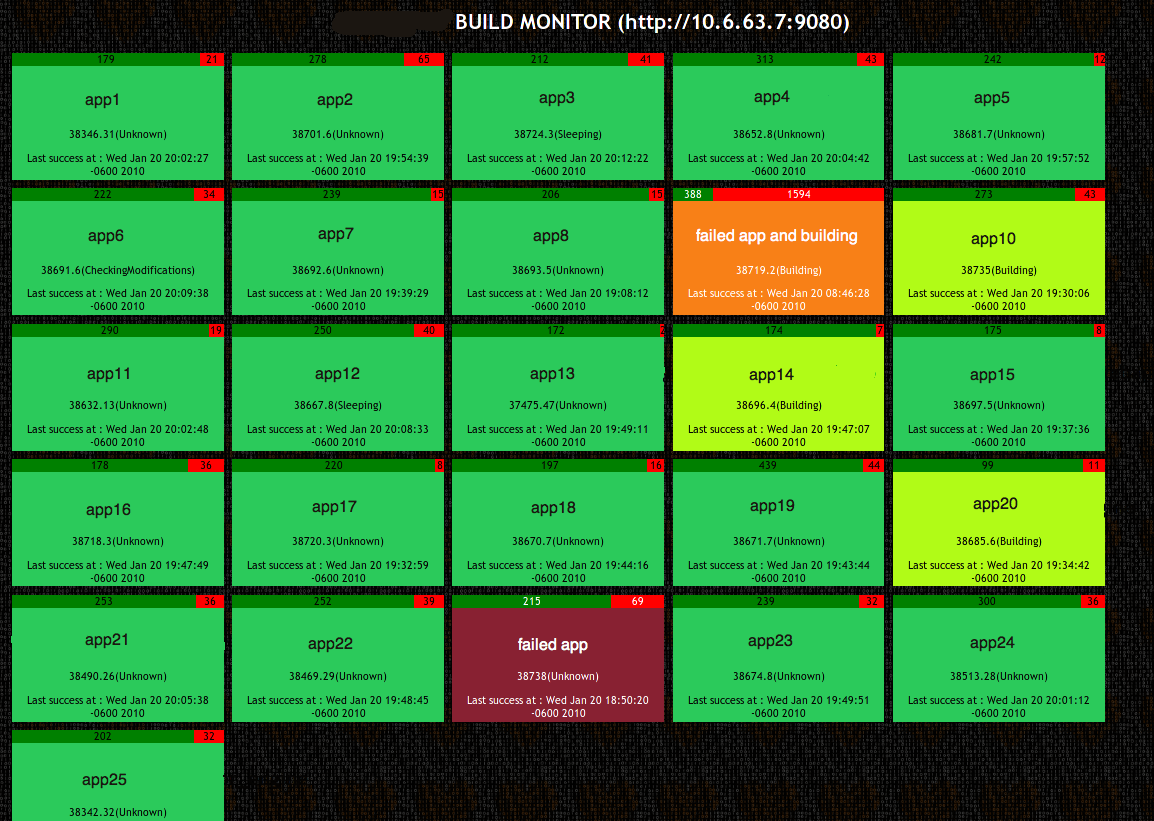 BUILD MONITOR (http://10.6.63.7:9080)
179 21
app1
38346.31(Unknown)
Last success at : Wed Jan 20 20:02:27
-0600 2010
278 65
app2
38701.6(Unknown)
Last success at : Wed Jan 20 19:54:39
-0600 2010
212 41
app3
38724.3(Sleeping)
Last success at : Wed Jan 20 20:12:22
-0600 2010
313 43
app4
38652.8(Unknown)
Last success at : Wed Jan 20 20:04:42
-0600 2010
242 12
app5
38681.7(Unknown)
Last success at : Wed Jan 20 19:57:52
-0600 2010
222 34
app6
38691.6(CheckingModifications)
Last success at : Wed Jan 20 20:09:38
-0600 2010
239 15
app7
38692.6(Unknown)
Last success at : Wed Jan 20 19:39:29
-0600 2010
206 15
app8
38693.5(Unknown)
Last success at : Wed Jan 20 19:08:12
-0600 2010
388 1594
failed app and building
38719.2(Building)
Last success at : Wed Jan 20 08:46:28
-0600 2010
273 43
app10
38735(Building)
Last success at : Wed Jan 20 19:30:06
-0600 2010
290 19
app11
38632.13(Unknown)
Last success at : Wed Jan 20 20:02:48
-0600 2010
250 40
app12
38667.8(Sleeping)
Last success at : Wed Jan 20 20:08:33
-0600 2010
172 2
app13
37475.47(Unknown)
Last success at : Wed Jan 20 19:49:11
-0600 2010
174 7
app14
38696.4(Building)
Last success at : Wed Jan 20 19:47:07
-0600 2010
175 8
app15
38697.5(Unknown)
Last success at : Wed Jan 20 19:37:36
-0600 2010
178 36
app16
38718.3(Unknown)
Last success at : Wed Jan 20 19:47:49
-0600 2010
220 8
app17
38720.3(Unknown)
Last success at : Wed Jan 20 19:32:59
-0600 2010
197 16
app18
38670.7(Unknown)
Last success at : Wed Jan 20 19:44:16
-0600 2010
439 44
app19
38671.7(Unknown)
Last success at : Wed Jan 20 19:43:44
-0600 2010
99 11
app20
38685.6(Building)
Last success at : Wed Jan 20 19:34:42
-0600 2010
253 36
app21
38490.26(Unknown)
Last success at : Wed Jan 20 20:05:38
-0600 2010
252 39
app22
38469.29(Unknown)
Last success at : Wed Jan 20 19:48:45
-0600 2010
215 69
failed app
38738(Unknown)
Last success at : Wed Jan 20 18:50:20
-0600 2010
239 32
app23
38674.8(Unknown)
Last success at : Wed Jan 20 19:49:51
-0600 2010
300 36
app24
38513.28(Unknown)
Last success at : Wed Jan 20 20:01:12
-0600 2010
202 32
app25
38342.32(Unknown)